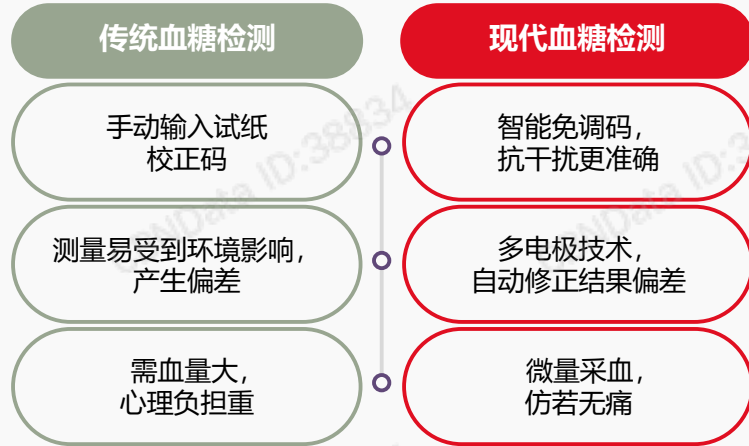 传统血糖检测
现代血糖检测
手动输入试纸
校正码
智能免调码，
抗干扰更准确
测量易受到环境影响，
产生偏差
多电极技术，
自动修正结果偏差
需血量大，
心理负担重
微量采血，
仿若无痛